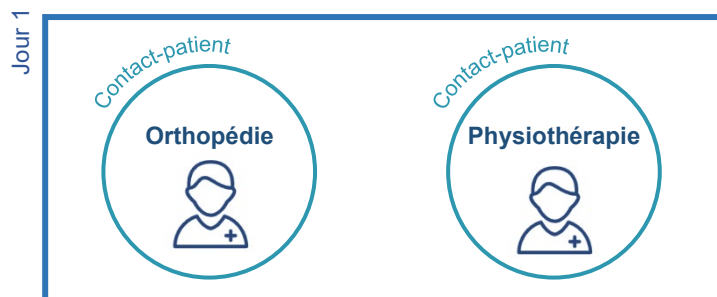 Jour 1
Contact-patient
Orthopédie
Contact-patient
Physiothérapie